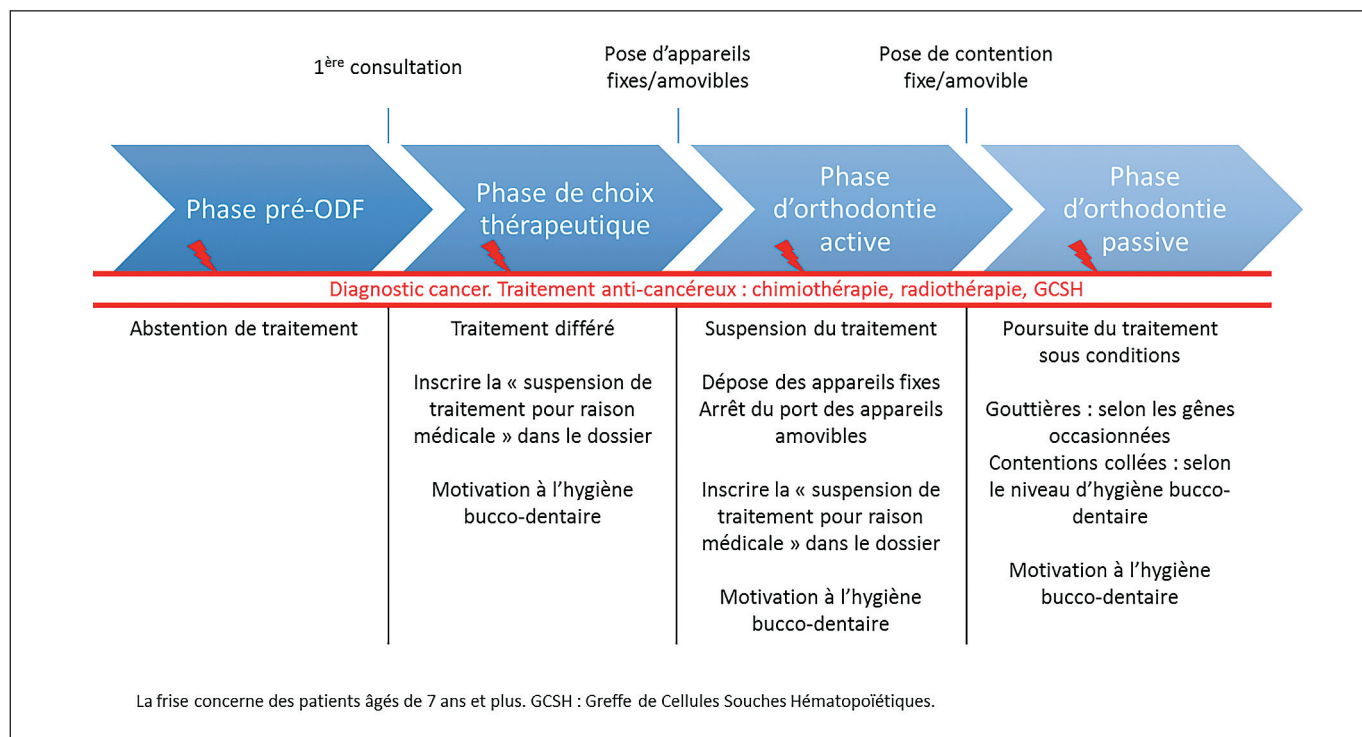 1ère consultation
Pose d’appareils
fixes/amovibles
Pose de contention
fixe/amovible
Phase pré-ODF
Phase de choix
thérapeutique
Phase
d’orthodontie
active
Phase
d’orthodontie
passive
Diagnostic cancer. Traitement anti-cancéreux : chimiothérapie, radiothérapie, GCSH
Abstention de traitement
Traitement différé
Inscrire la « suspension de
traitement pour raison
médicale » dans le dossier
Motivation à l’hygiène
bucco-dentaire
Suspension du traitement
Dépose des appareils fixes
Arrêt du port des appareils
amovibles
Inscrire la « suspension de
traitement pour raison
médicale » dans le dossier
Motivation à l’hygiène
bucco-dentaire
Poursuite du traitement
sous conditions
Gouttières : selon les gênes
occasionnées
Contentions collées : selon
le niveau d’hygiène bucco-
dentaire
Motivation à l’hygiène
bucco-dentaire
La frise concerne des patients âgés de 7 ans et plus. GCSH : Greffe de Cellules Souches Hématopoïétiques.